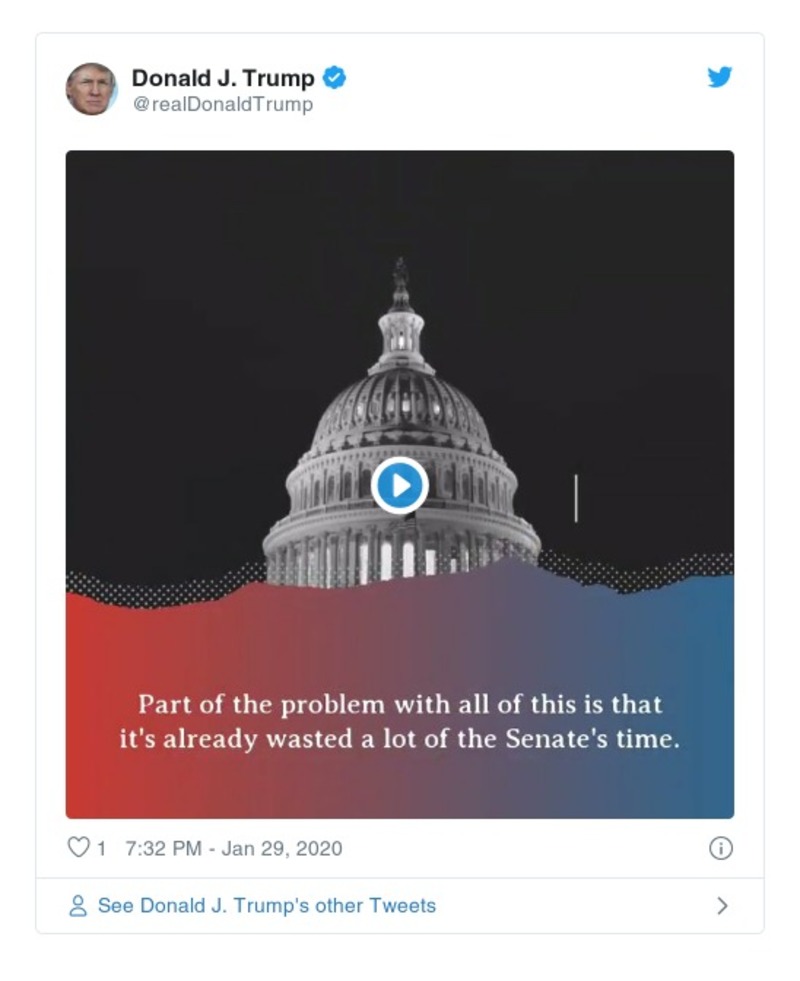 Donald J. Trump
@realDonaldTrump
Part of the problem with all of this is that
it's already wasted a lot of the Senate's time.
1 7:32 PM - Jan 29, 2020
See Donald J. Trump's other Tweets